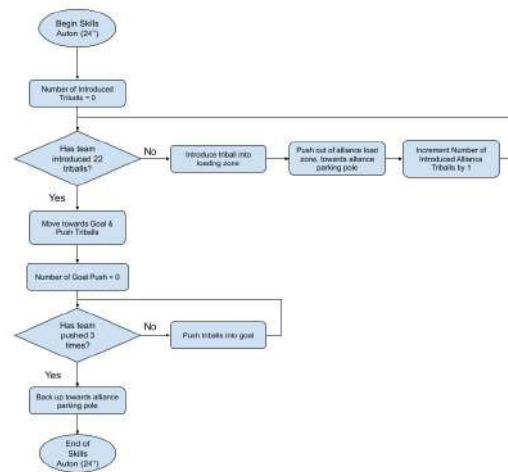 Begin Skills
Auton (24")
Number of Introduced
Triballs = 0
Has team
introduced 22
triballs?
No
Introduce triball into
loading zone
Push out of alliance load
zone, towards alliance
parking pole
Increment Number of
Introduced Alliance
Triballs by 1
Yes
Move towards Goal &
Push Triballs
Number of Goal Push = 0
Has team
pushed 3
times?
No
Push triballs into goal
Yes
Back up towards alliance
parking pole
End of
Skills
Auton (24")